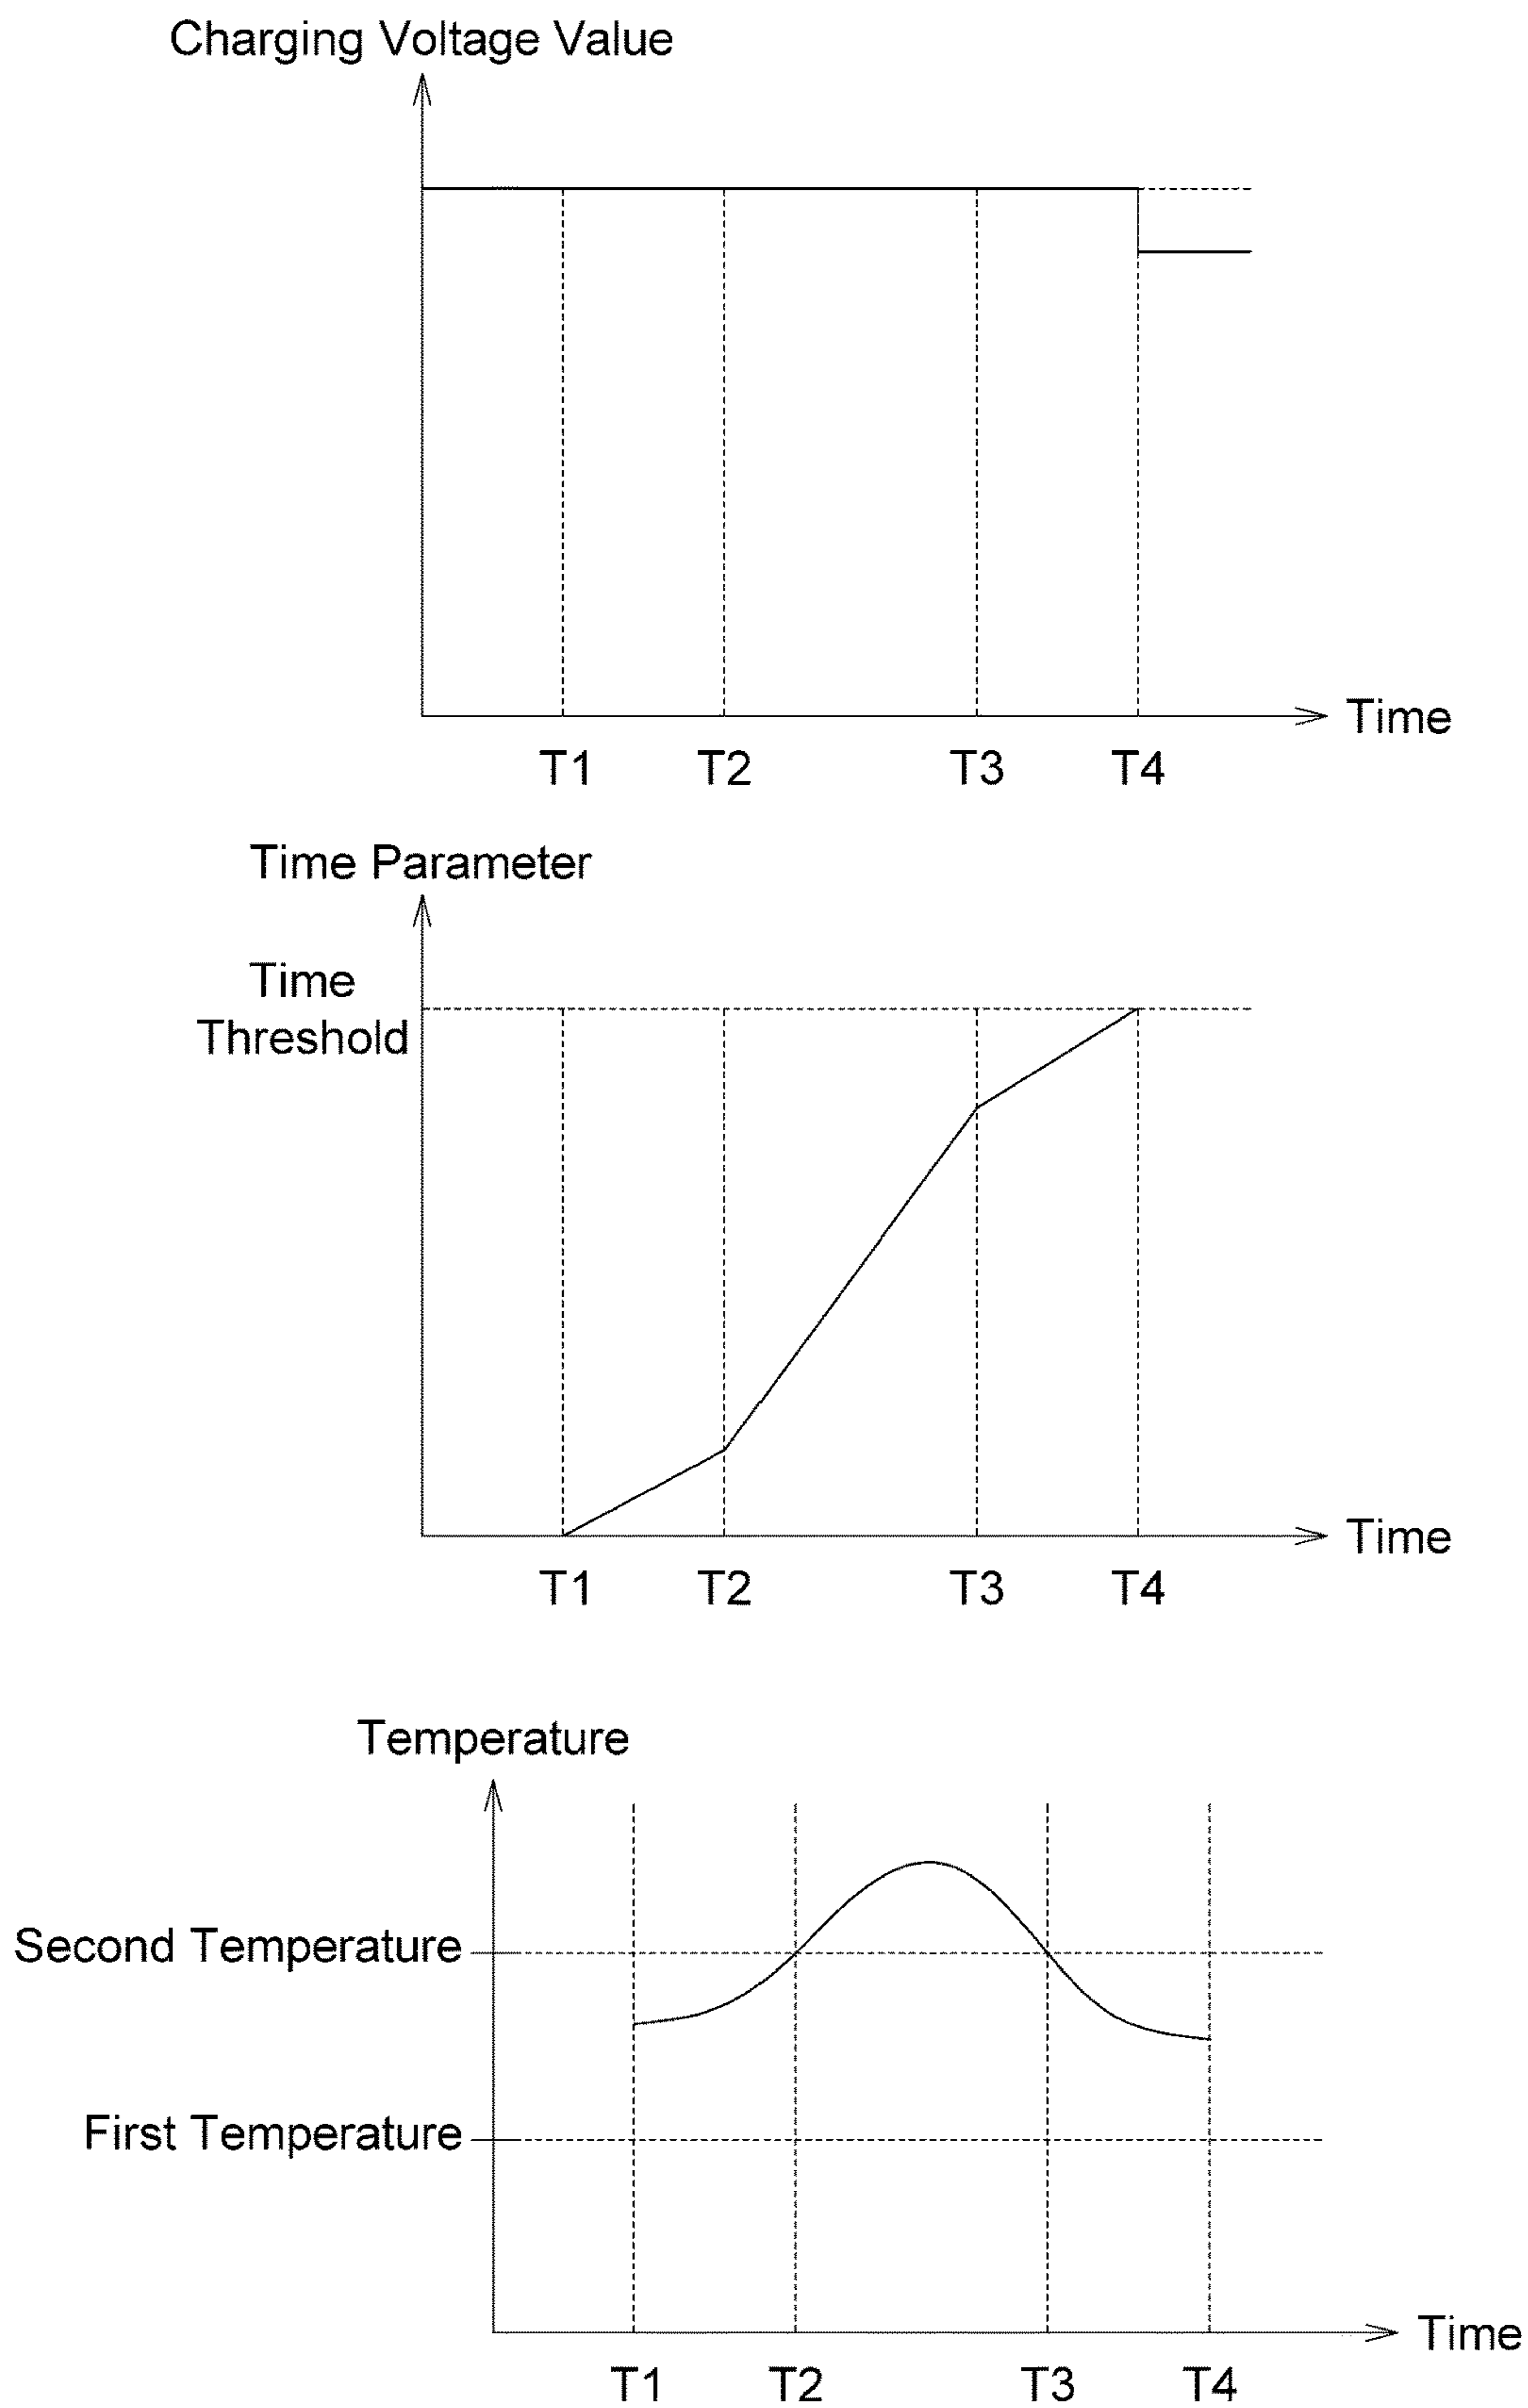 Charging Voltage Value
Time
T1 T2 T3 T4
Time Parameter
Time
Threshold
Time
T1 T2 T3 T4
Temperature
Second Temperature
First Temperature
Time
T1 T2 T3 T4